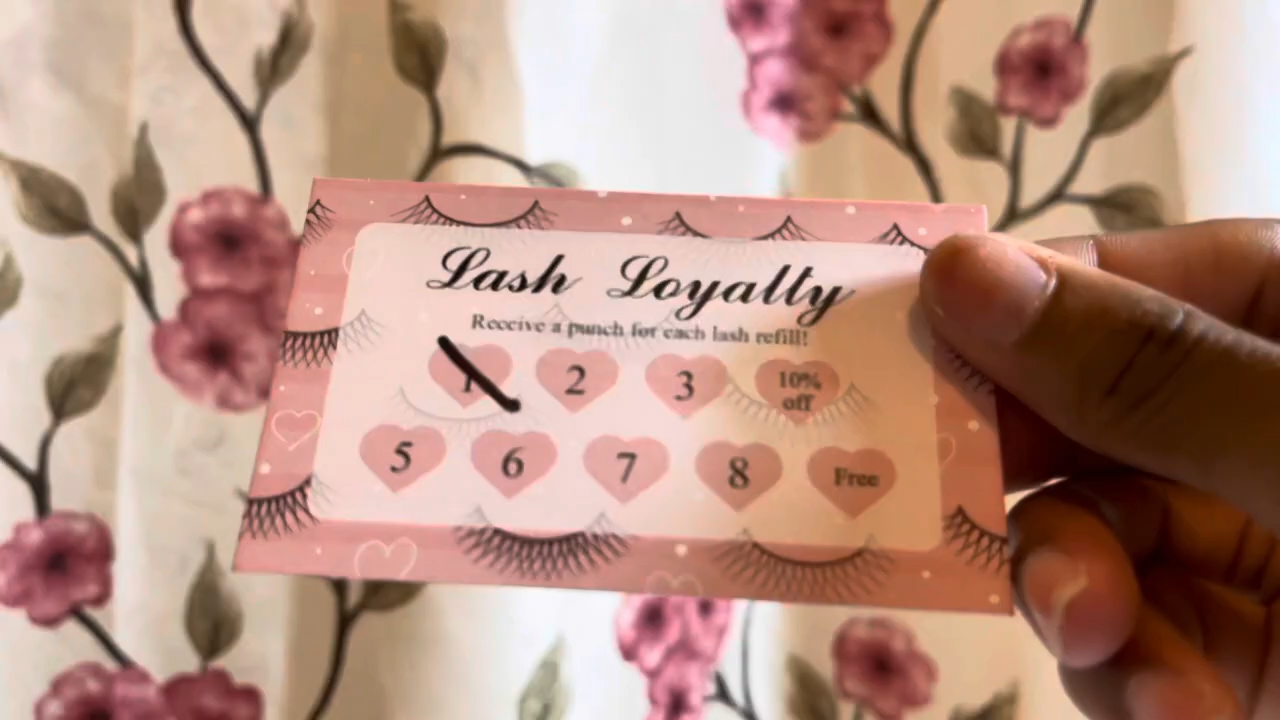 Lash Loyalty
Receive a punch for each lash refill!
1 2 3 10% off
5 6 7 8 Free